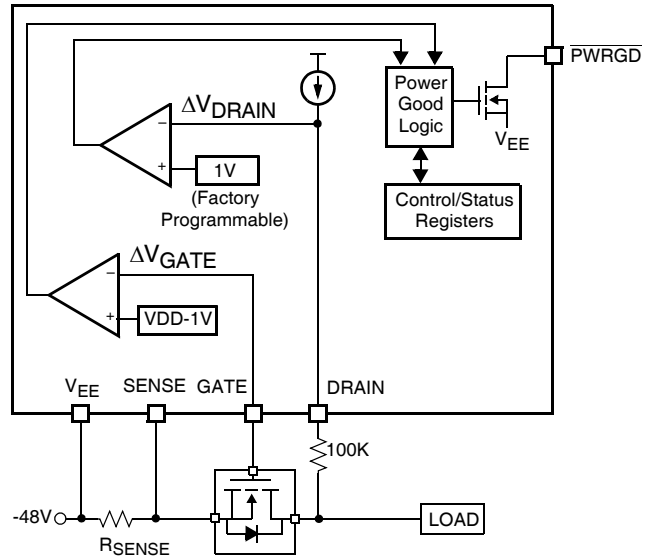 Power
Good
Logic
PWRGD
VEE
ΔVDRAIN
−
+
1V
(Factory
Programmable)
Control/Status
Registers
ΔVGATE
−
+
VDD-1V
VEE
SENSE
GATE
DRAIN
100K
-48V
RSENSE
LOAD